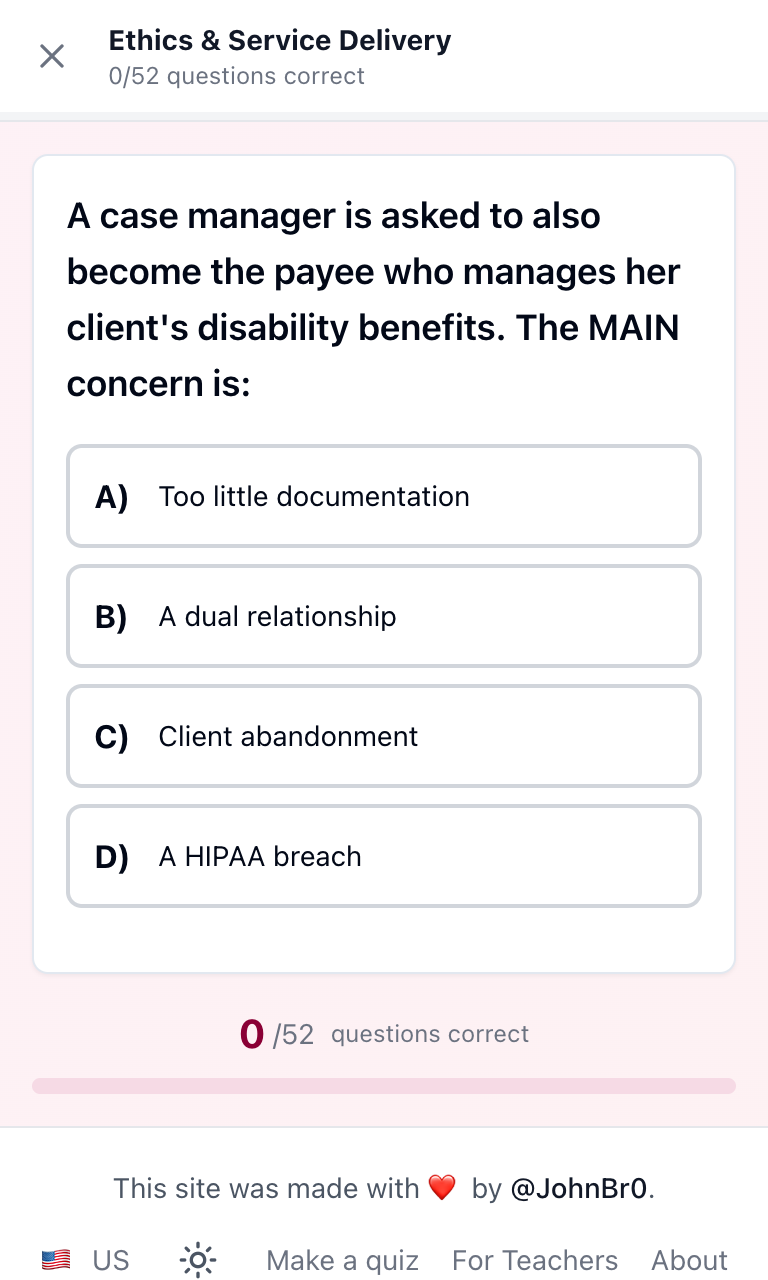 Ethics & Service Delivery
0/52 questions correct
A case manager is asked to also
become the payee who manages her
client's disability benefits. The MAIN
concern is:
A) Too little documentation
B) A dual relationship
C) Client abandonment
D) A HIPAA breach
0 /52 questions correct
This site was made with ❤️ by @JohnBr0.
🇺🇸 US Make a quiz For Teachers About